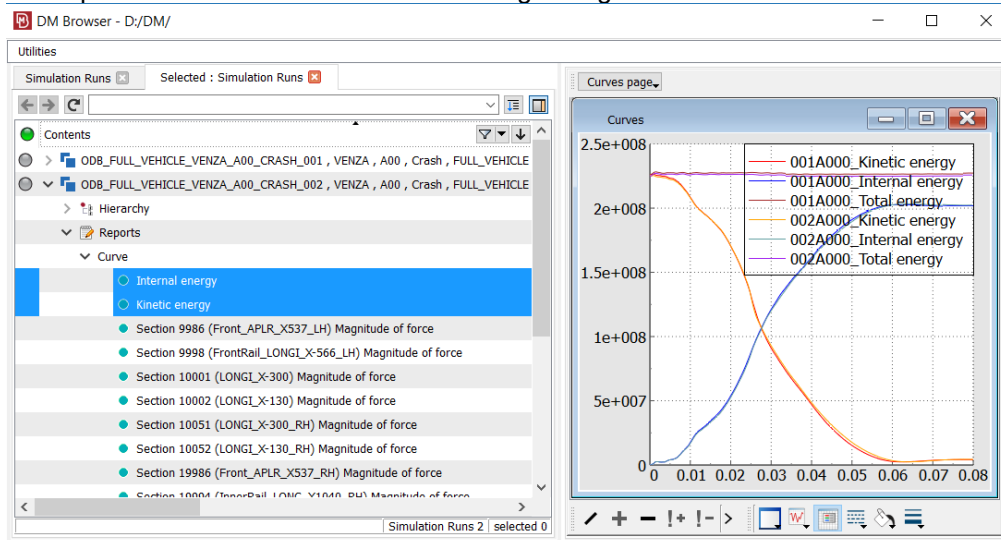 DM Browser - D:/DM/
Utilities
Simulation Runs
Selected : Simulation Runs
Contents
ODB_FULL_VEHICLE_VENZA_A00_CRASH_001 , VENZA , A00 , Crash , FULL_VEHICLE
ODB_FULL_VEHICLE_VENZA_A00_CRASH_002 , VENZA , A00 , Crash , FULL_VEHICLE
Hierarchy
Reports
Curve
Internal energy
Kinetic energy
Section 9986 (Front_APLR_X537_LH) Magnitude of force
Section 9998 (FrontRail_LONGI_X-566_LH) Magnitude of force
Section 10001 (LONGI_X-300) Magnitude of force
Section 10002 (LONGI_X-130) Magnitude of force
Section 10051 (LONGI_X-300_RH) Magnitude of force
Section 10052 (LONGI_X-130_RH) Magnitude of force
Section 19986 (Front_APLR_X537_RH) Magnitude of force
Simulation Runs 2 selected 0
Curves page
Curves
2.5e+008
2e+008
1.5e+008
1e+008
5e+007
0
001A000_Kinetic energy
001A000_Internal energy
001A000_Total energy
002A000_Kinetic energy
002A000_Internal energy
002A000_Total energy
0 0.01 0.02 0.03 0.04 0.05 0.06 0.07 0.08